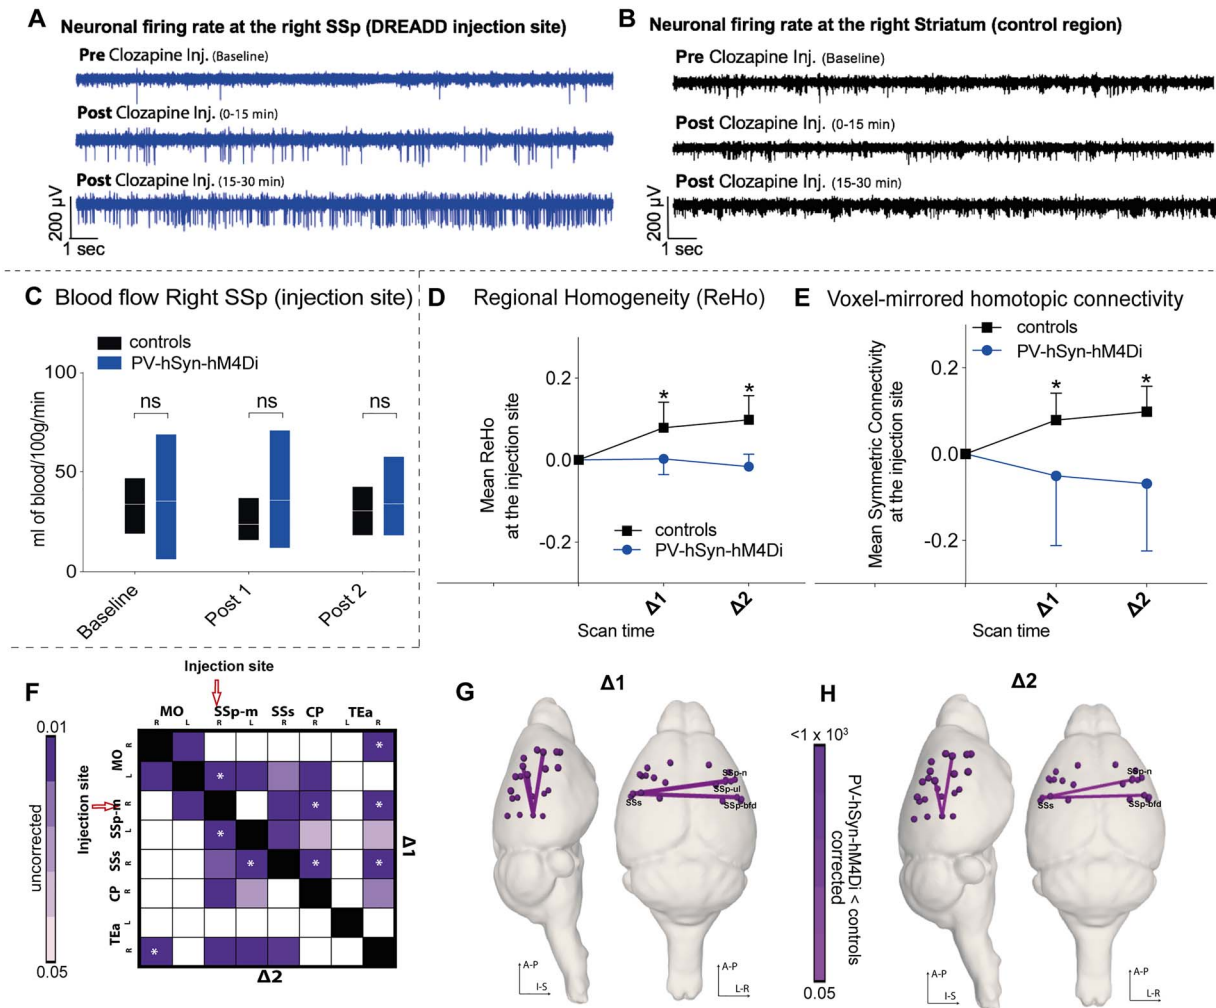 A Neuronal firing rate at the right SSp (DREADD injection site)
Pre Clozapine Inj. (Baseline)
Post Clozapine Inj. (0-15 min)
Post Clozapine Inj. (15-30 min)
200 µV
1 sec
B Neuronal firing rate at the right Striatum (control region)
Pre Clozapine Inj. (Baseline)
Post Clozapine Inj. (0-15 min)
Post Clozapine Inj. (15-30 min)
200 µV
1 sec
C Blood flow Right SSp (injection site)
controls
PV-hSyn-hM4Di
ml of blood/100g/min
100
50
0
ns
ns
ns
Baseline
Post 1
Post 2
D Regional Homogeneity (ReHo)
Mean ReHo
at the injection site
0.2
0.0
-0.2
*
*
controls
PV-hSyn-hM4Di
Δ1
Δ2
Scan time
E Voxel-mirrored homotopic connectivity
controls
PV-hSyn-hM4Di
Mean Symmetric Connectivity
at the injection site
0.2
0.0
-0.2
*
*
Δ1
Δ2
Scan time
F
Injection site
MO SSp-m SSs CP TEa
R L R L R R L R
0.01
uncorrected
0.05
Injection site
MO
R
L
SSp-m
R
L
SSs
R
CP
R
TEa
L
R
*
*
*
*
*
*
*
*
*
*
Δ1
Δ2
G
Δ1
SSp-n
SSp-ul
SSs
SSp-bfd
A-P
I-S
A-P
L-R
H
Δ2
<1 x 10³
PV-hSyn-hM4Di < controls
corrected
0.05
SSp-n
SSs
SSp-bfd
A-P
I-S
A-P
L-R